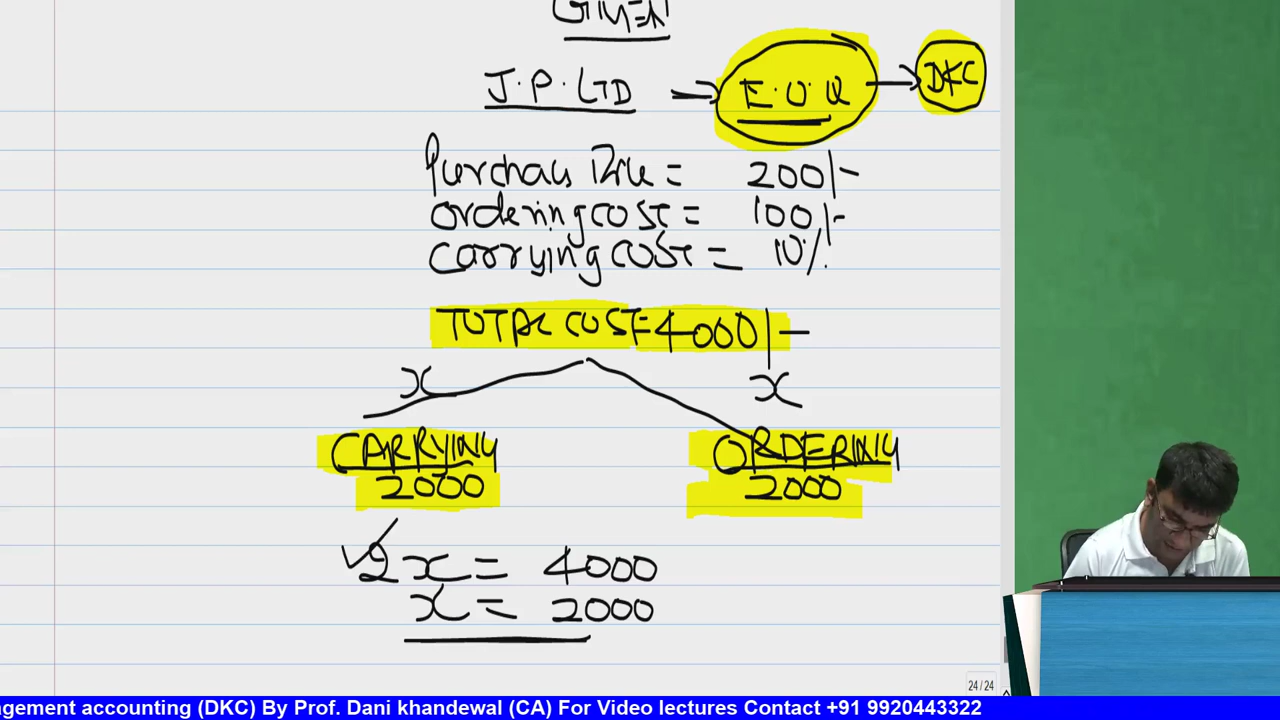 GIVEN
J.P. LTD → E.O.Q → DKC
Purchase Price = 200/-
ordering cost = 100/-
carrying cost = 10%
TOTAL COST = 4000/-
x x
CARRYING ORDERING
2000 2000
2x = 4000
x = 2000
24 / 24
agement accounting (DKC) By Prof. Dani khandewal (CA) For Video lectures Contact +91 9920443322